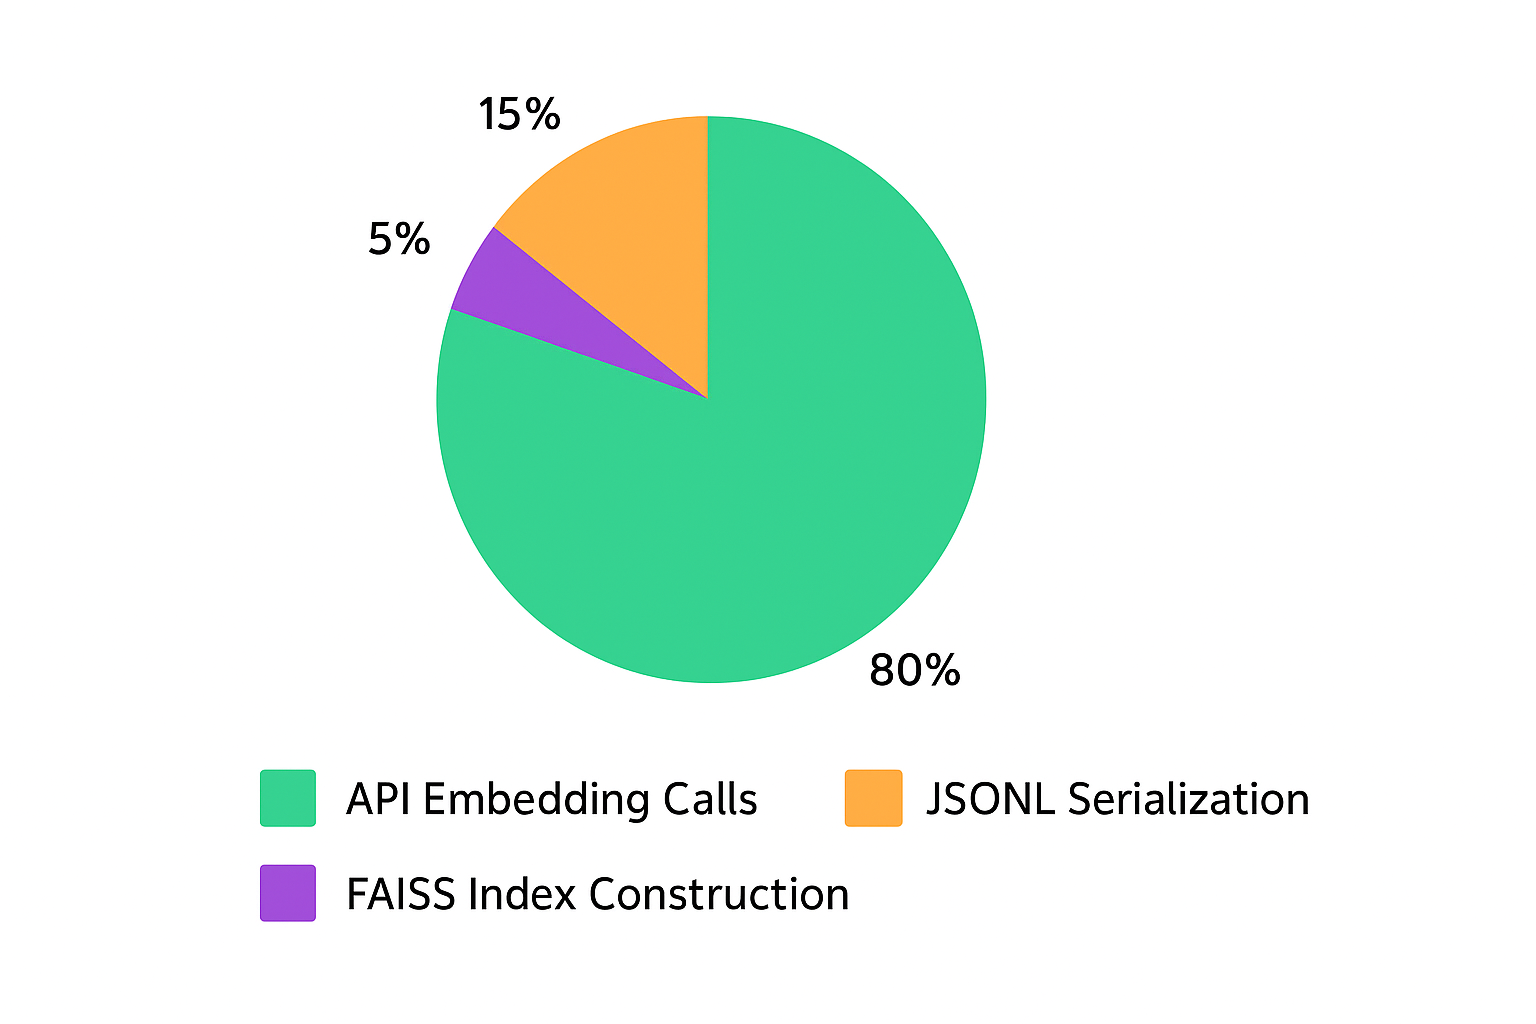 15%
5%
80%
API Embedding Calls
JSONL Serialization
FAISS Index Construction